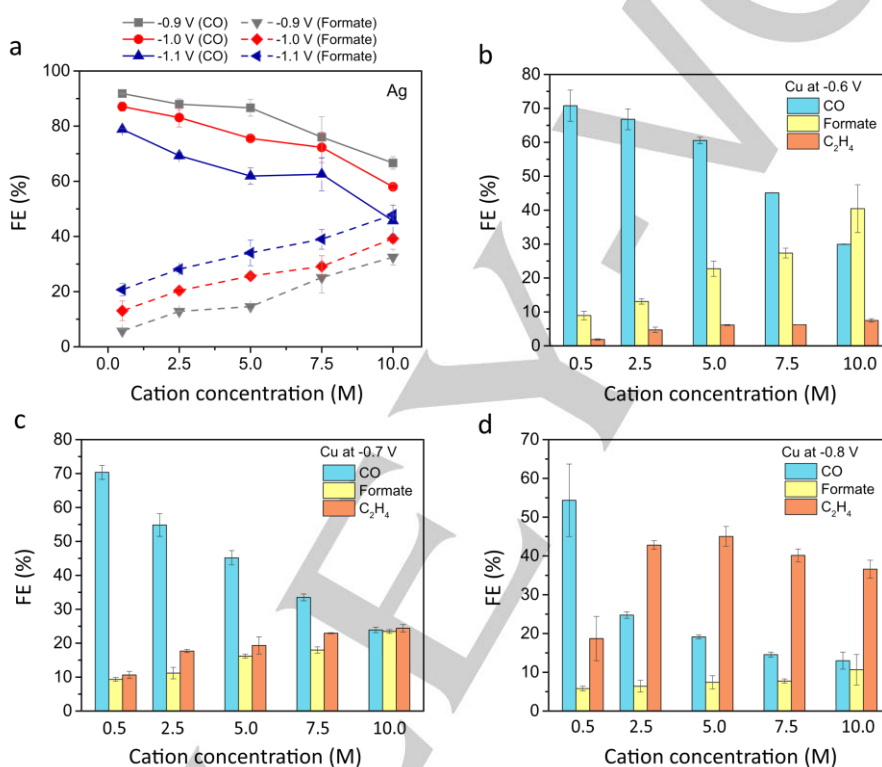 -0.9 V (CO) -0.9 V (Formate)
-1.0 V (CO) -1.0 V (Formate)
-1.1 V (CO) -1.1 V (Formate)
a
Ag
100
80
60
40
20
0
FE (%)
0.0 2.5 5.0 7.5 10.0
Cation concentration (M)
b
Cu at -0.6 V
CO
Formate
C₂H₄
80
70
60
50
40
30
20
10
0
FE (%)
0.5 2.5 5.0 7.5 10.0
Cation concentration (M)
c
Cu at -0.7 V
CO
Formate
C₂H₄
80
70
60
50
40
30
20
10
0
FE (%)
0.5 2.5 5.0 7.5 10.0
Cation concentration (M)
d
Cu at -0.8 V
CO
Formate
C₂H₄
70
60
50
40
30
20
10
0
FE (%)
0.5 2.5 5.0 7.5 10.0
Cation concentration (M)